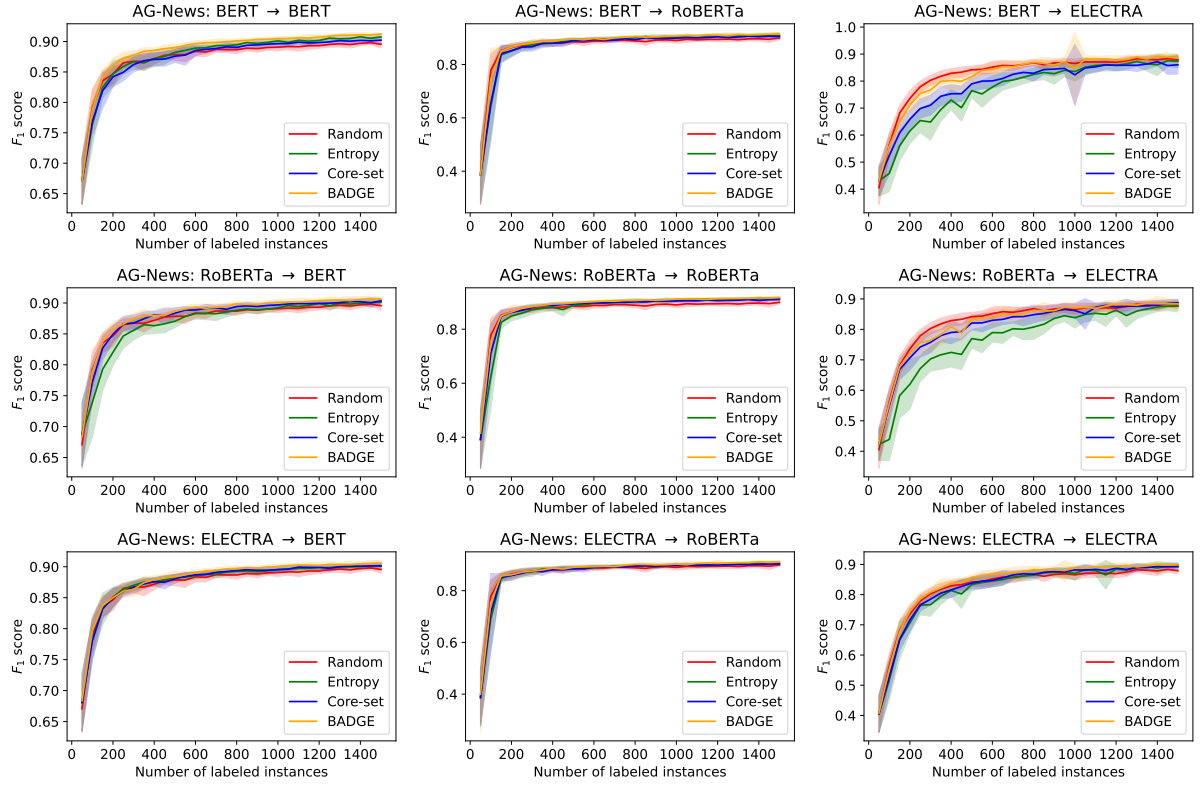 AG-News: BERT → BERT
F1 score
0.90
0.85
0.80
0.75
0.70
0.65
Random
Entropy
Core-set
BADGE
0 200 400 600 800 1000 1200 1400
Number of labeled instances
AG-News: BERT → RoBERTa
F1 score
0.8
0.6
0.4
Random
Entropy
Core-set
BADGE
0 200 400 600 800 1000 1200 1400
Number of labeled instances
AG-News: BERT → ELECTRA
F1 score
1.0
0.9
0.8
0.7
0.6
0.5
0.4
Random
Entropy
Core-set
BADGE
0 200 400 600 800 1000 1200 1400
Number of labeled instances
AG-News: RoBERTa → BERT
F1 score
0.90
0.85
0.80
0.75
0.70
0.65
Random
Entropy
Core-set
BADGE
0 200 400 600 800 1000 1200 1400
Number of labeled instances
AG-News: RoBERTa → RoBERTa
F1 score
0.8
0.6
0.4
Random
Entropy
Core-set
BADGE
0 200 400 600 800 1000 1200 1400
Number of labeled instances
AG-News: RoBERTa → ELECTRA
F1 score
0.9
0.8
0.7
0.6
0.5
0.4
Random
Entropy
Core-set
BADGE
0 200 400 600 800 1000 1200 1400
Number of labeled instances
AG-News: ELECTRA → BERT
F1 score
0.90
0.85
0.80
0.75
0.70
0.65
Random
Entropy
Core-set
BADGE
0 200 400 600 800 1000 1200 1400
Number of labeled instances
AG-News: ELECTRA → RoBERTa
F1 score
0.8
0.6
0.4
Random
Entropy
Core-set
BADGE
0 200 400 600 800 1000 1200 1400
Number of labeled instances
AG-News: ELECTRA → ELECTRA
F1 score
0.9
0.8
0.7
0.6
0.5
0.4
Random
Entropy
Core-set
BADGE
0 200 400 600 800 1000 1200 1400
Number of labeled instances